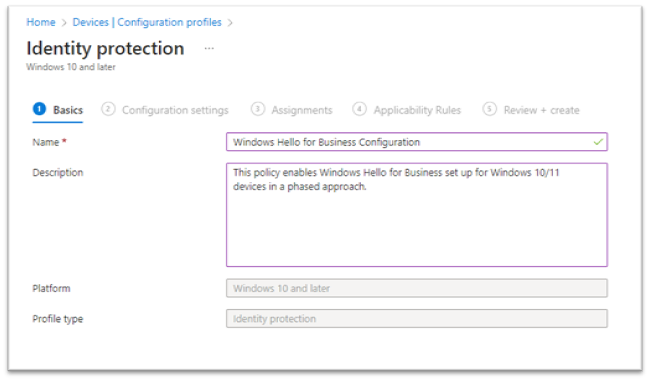 Home > Devices | Configuration profiles >
Identity protection ...
Windows 10 and later
1 Basics 2 Configuration settings 3 Assignments 4 Applicability Rules 5 Review + create
Name * Windows Hello for Business Configuration
Description This policy enables Windows Hello for Business set up for Windows 10/11
devices in a phased approach.
Platform Windows 10 and later
Profile type Identity protection